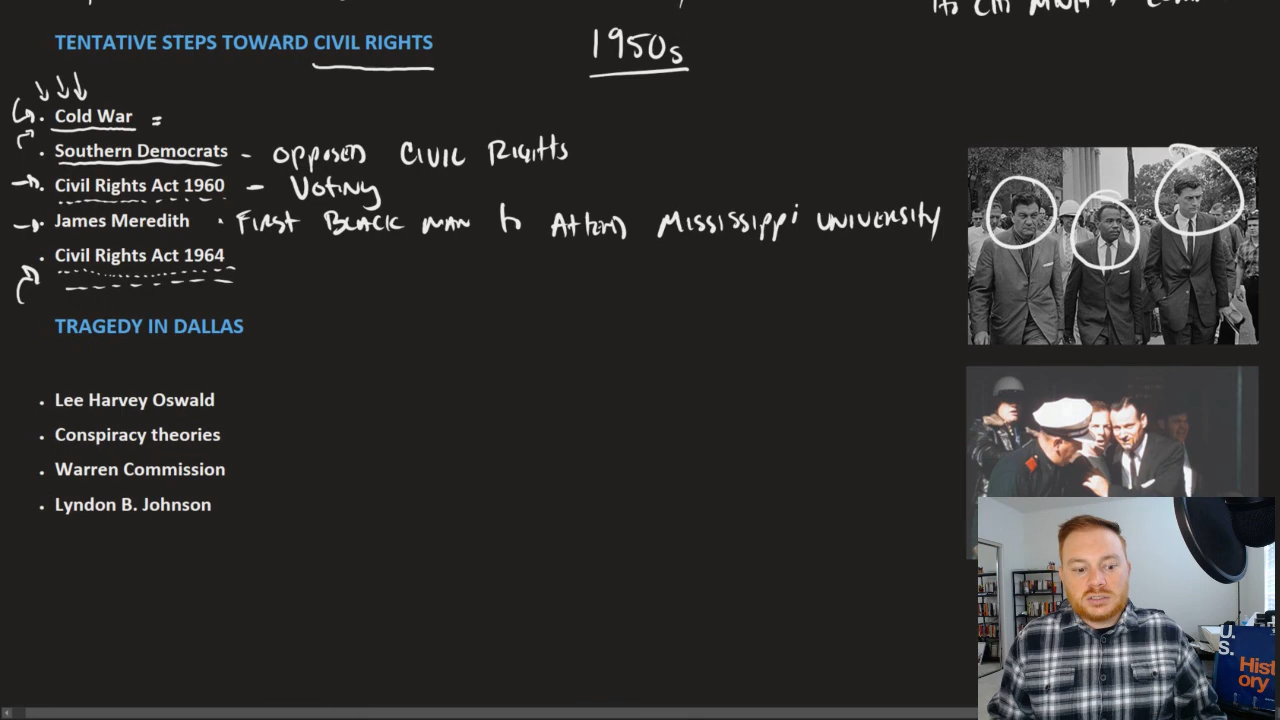 TENTATIVE STEPS TOWARD CIVIL RIGHTS
1950s
Cold War =
Southern Democrats - OPPOSED CIVIL RIGHTS
Civil Rights Act 1960 - VOTING
James Meredith · FIRST BLACK MAN to ATTEND MISSISSIPPI UNIVERSITY
Civil Rights Act 1964
TRAGEDY IN DALLAS
Lee Harvey Oswald
Conspiracy theories
Warren Commission
Lyndon B. Johnson
U.
S.
Hist
ory